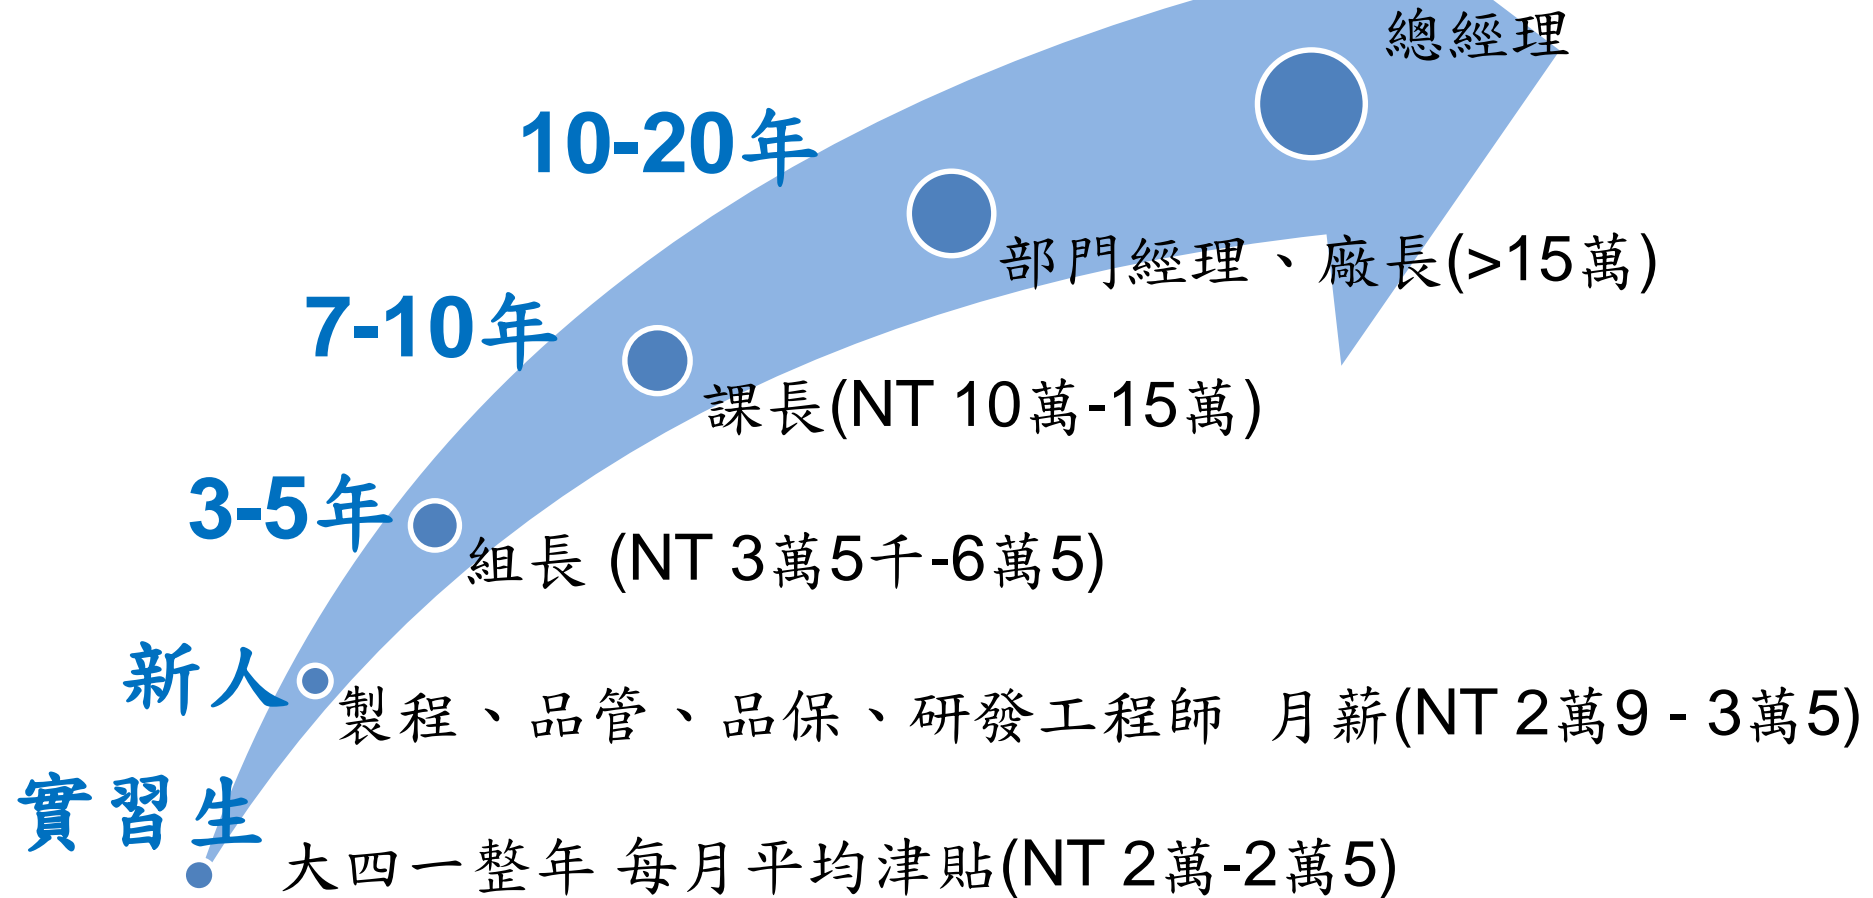 總經理
10-20年
部門經理、廠長(>15萬)
7-10年
課長(NT 10萬-15萬)
3-5年
組長 (NT 3萬5千-6萬5)
新人
製程、品管、品保、研發工程師 月薪(NT 2萬9 - 3萬5)
實習生
大四一整年 每月平均津貼(NT 2萬-2萬5)